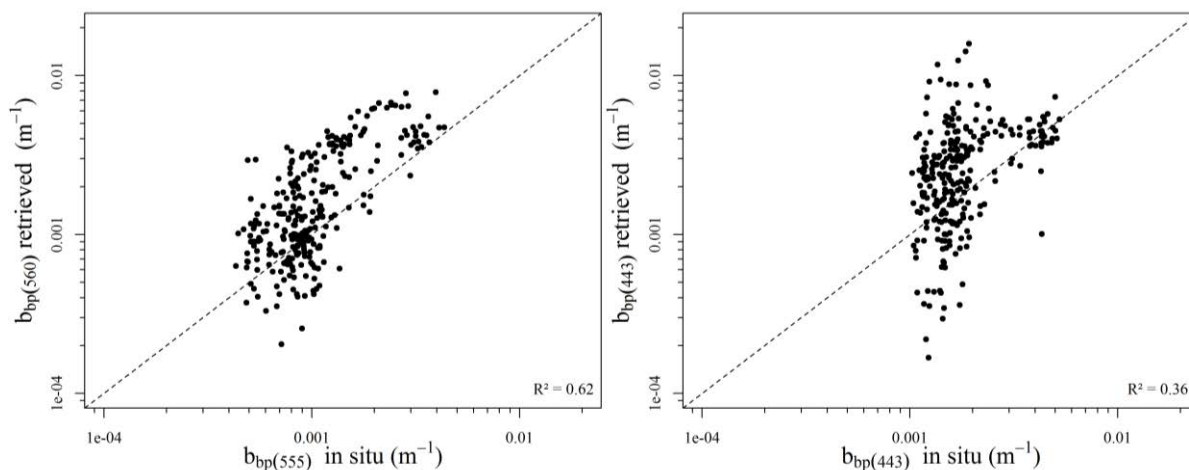 0.01
0.001
1e-04
b_bp(560) retrieved (m⁻¹)
R² = 0.62
1e-04
0.001
0.01
b_bp(555) in situ (m⁻¹)
0.01
0.001
1e-04
b_bp(443) retrieved (m⁻¹)
R² = 0.36
1e-04
0.001
0.01
b_bp(443) in situ (m⁻¹)